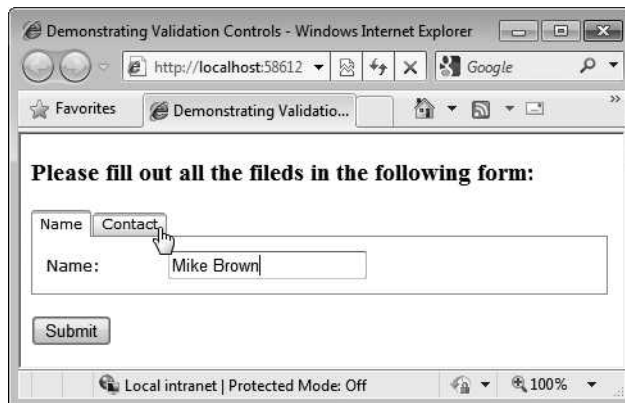 Demonstrating Validation Controls - Windows Internet Explorer
http://localhost:58612
Google
Favorites
Demonstrating Validatio...
Please fill out all the fileds in the following form:
Name Contact
Name: Mike Brown
Submit
Local intranet | Protected Mode: Off
100%